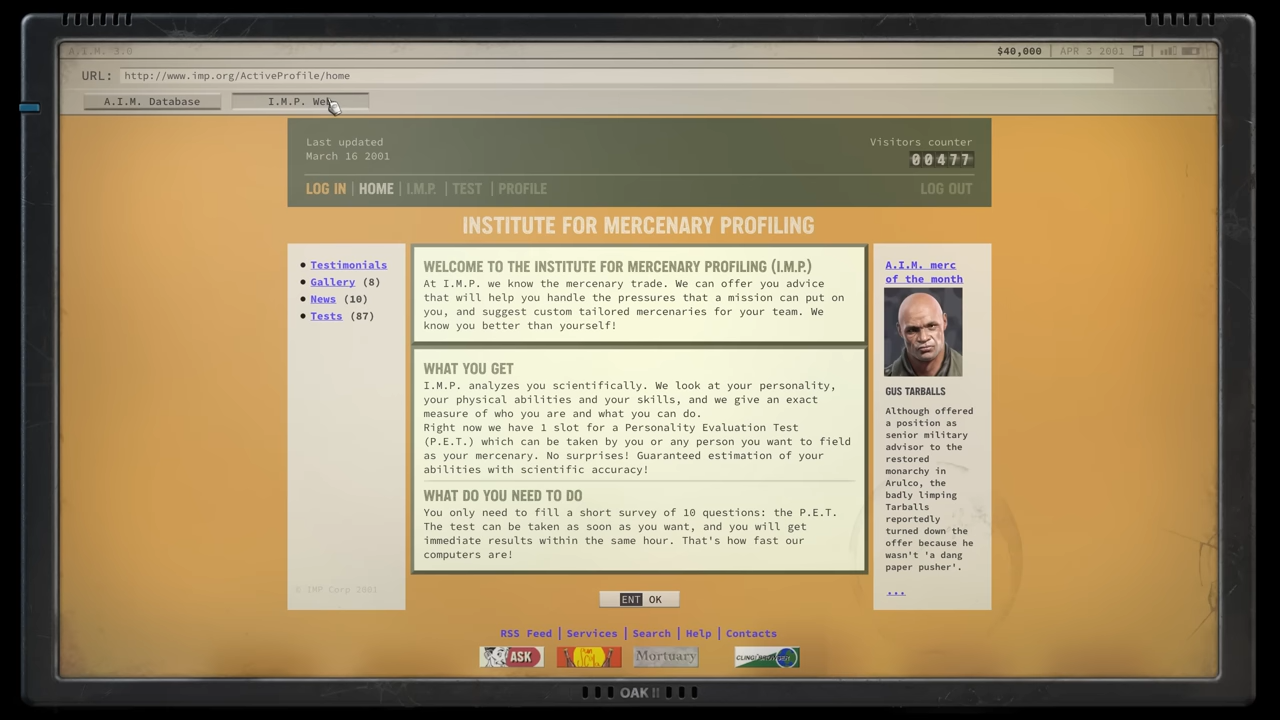 A.I.M. 3.0
$40,000 | APR 3 2001
URL: http://www.imp.org/ActiveProfile/home
A.I.M. Database
I.M.P. We
Last updated
March 16 2001
Visitors counter
00477
LOG IN | HOME | I.M.P. | TEST | PROFILE
LOG OUT
INSTITUTE FOR MERCENARY PROFILING
Testimonials
Gallery (8)
News (10)
Tests (87)
© IMP Corp 2001
WELCOME TO THE INSTITUTE FOR MERCENARY PROFILING (I.M.P.)
At I.M.P. we know the mercenary trade. We can offer you advice
that will help you handle the pressures that a mission can put on
you, and suggest custom tailored mercenaries for your team. We
know you better than yourself!
WHAT YOU GET
I.M.P. analyzes you scientifically. We look at your personality,
your physical abilities and your skills, and we give an exact
measure of who you are and what you can do.
Right now we have 1 slot for a Personality Evaluation Test
(P.E.T.) which can be taken by you or any person you want to field
as your mercenary. No surprises! Guaranteed estimation of your
abilities with scientific accuracy!
WHAT DO YOU NEED TO DO
You only need to fill a short survey of 10 questions: the P.E.T.
The test can be taken as soon as you want, and you will get
immediate results within the same hour. That's how fast our
computers are!
A.I.M. merc
of the month
GUS TARBALLS
Although offered
a position as
senior military
advisor to the
restored
monarchy in
Arulco, the
badly limping
Tarballs
reportedly
turned down the
offer because he
wasn't 'a dang
paper pusher'.
...
ENT OK
RSS Feed | Services | Search | Help | Contacts
ASK
Mortuary
OAK II